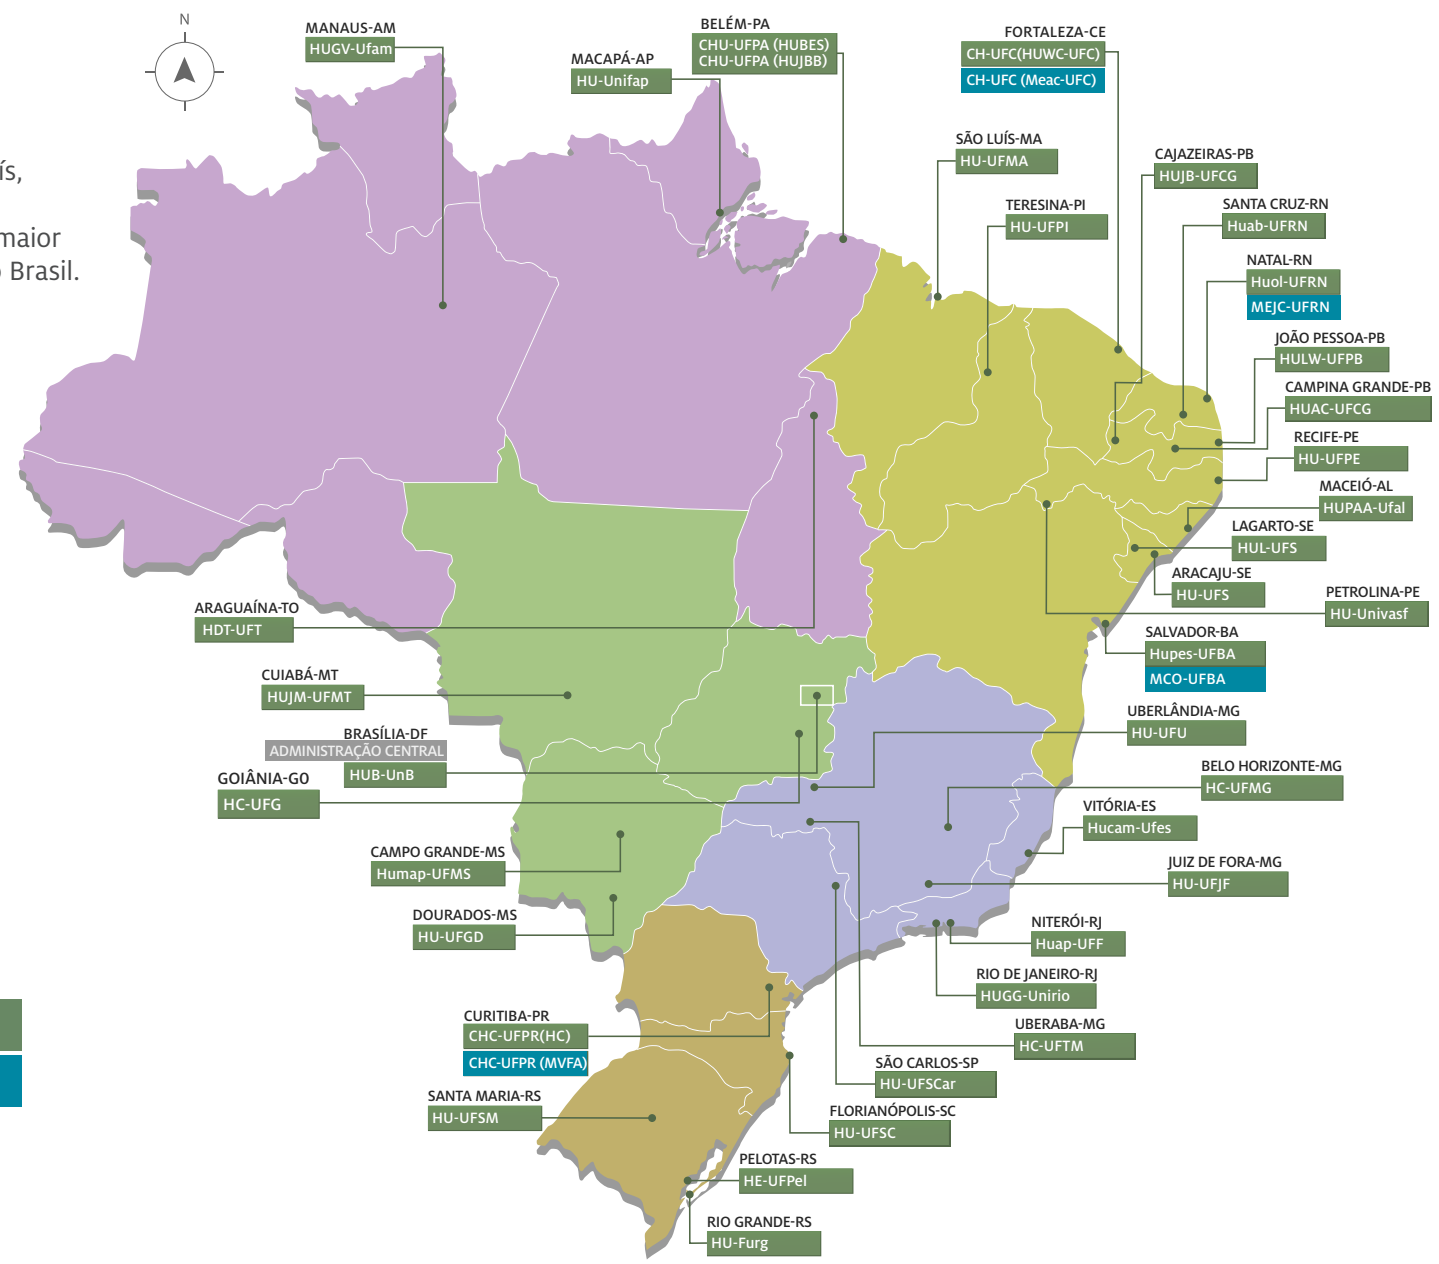 N
ís,
maior
o Brasil.
MANAUS-AM
HUGV-Ufam
MACAPÁ-AP
HU-Unifap
BELÉM-PA
CHU-UFPA (HUBES)
CHU-UFPA (HUJBB)
FORTALEZA-CE
CH-UFC(HUWC-UFC)
CH-UFC (Meac-UFC)
SÃO LUÍS-MA
HU-UFMA
CAJAZEIRAS-PB
HUJB-UFCG
TERESINA-PI
HU-UFPI
SANTA CRUZ-RN
Huab-UFRN
NATAL-RN
Huol-UFRN
MEJC-UFRN
JOÃO PESSOA-PB
HULW-UFPB
CAMPINA GRANDE-PB
HUAC-UFCG
RECIFE-PE
HU-UFPE
MACEIÓ-AL
HUPAA-Ufal
LAGARTO-SE
HUL-UFS
ARACAJU-SE
HU-UFS
PETROLINA-PE
HU-Univasf
SALVADOR-BA
Hupes-UFBA
MCO-UFBA
ARAGUAÍNA-TO
HDT-UFT
CUIABÁ-MT
HUJM-UFMT
BRASÍLIA-DF
ADMINISTRAÇÃO CENTRAL
HUB-UnB
GOIÂNIA-GO
HC-UFG
UBERLÂNDIA-MG
HU-UFU
BELO HORIZONTE-MG
HC-UFMG
VITÓRIA-ES
Hucam-Ufes
CAMPO GRANDE-MS
Humap-UFMS
JUIZ DE FORA-MG
HU-UFJF
DOURADOS-MS
HU-UFGD
NITERÓI-RJ
Huap-UFF
RIO DE JANEIRO-RJ
HUGG-Unirio
CURITIBA-PR
CHC-UFPR(HC)
CHC-UFPR (MVFA)
UBERABA-MG
HC-UFTM
SÃO CARLOS-SP
HU-UFSCar
SANTA MARIA-RS
HU-UFSM
FLORIANÓPOLIS-SC
HU-UFSC
PELOTAS-RS
HE-UFPel
RIO GRANDE-RS
HU-Furg